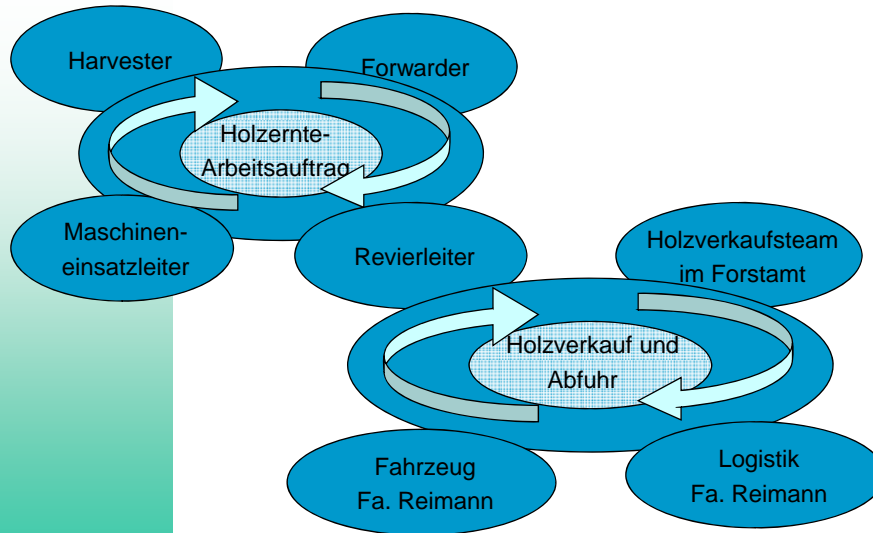 Harvester
Forwarder
Holzernte-
Arbeitsauftrag
Maschinen-
einsatzleiter
Revierleiter
Holzverkaufsteam
im Forstamt
Holzverkauf und
Abfuhr
Fahrzeug
Fa. Reimann
Logistik
Fa. Reimann